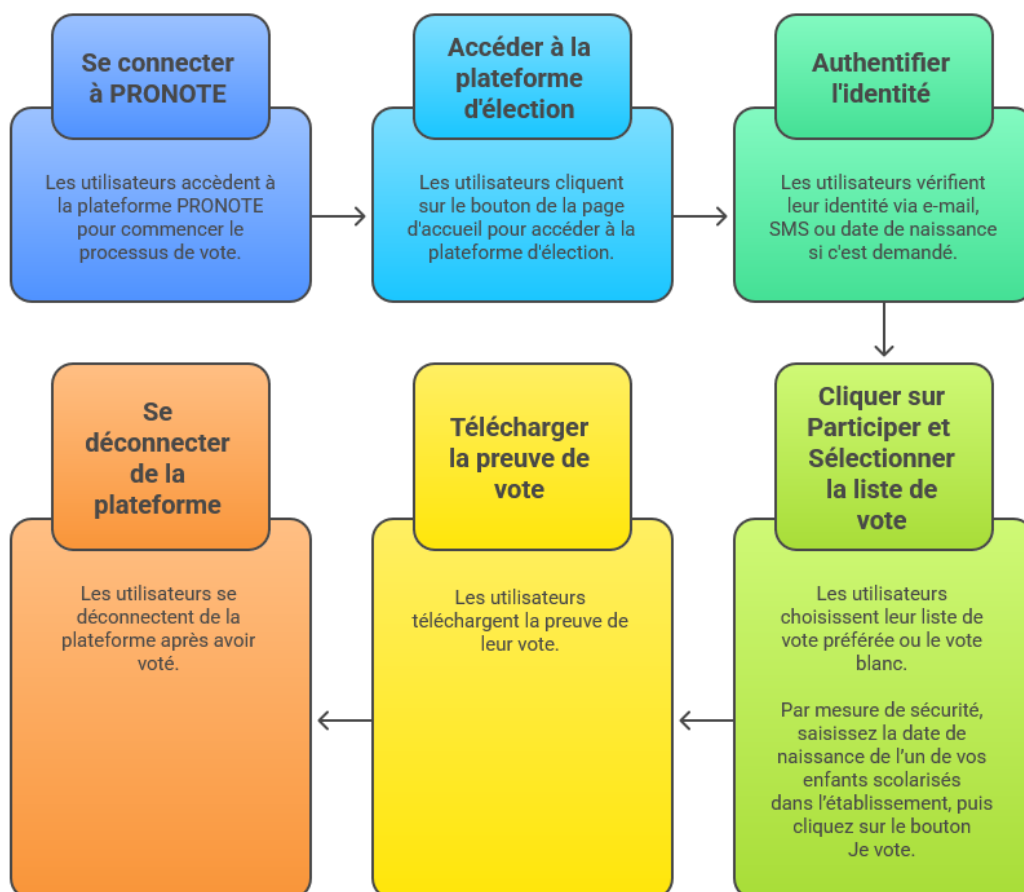 Se connecter
à PRONOTE
Les utilisateurs accèdent à
la plateforme PRONOTE
pour commencer le
processus de vote.
Accéder à la
plateforme
d'élection
Les utilisateurs cliquent
sur le bouton de la page
d'accueil pour accéder à la
plateforme d'élection.
Authentifier
l'identité
Les utilisateurs vérifient
leur identité via e-mail,
SMS ou date de naissance
si c'est demandé.
Cliquer sur
Participer et
Sélectionner
la liste de
vote
Les utilisateurs
choisissent leur liste de
vote préférée ou le vote
blanc.
Par mesure de sécurité,
saisissez la date de
naissance de l’un de vos
enfants scolarisés
dans l’établissement, puis
cliquez sur le bouton
Je vote.
Télécharger
la preuve de
vote
Les utilisateurs
téléchargent la preuve de
leur vote.
Se
déconnecter
de la
plateforme
Les utilisateurs se
déconnectent de la
plateforme après avoir
voté.